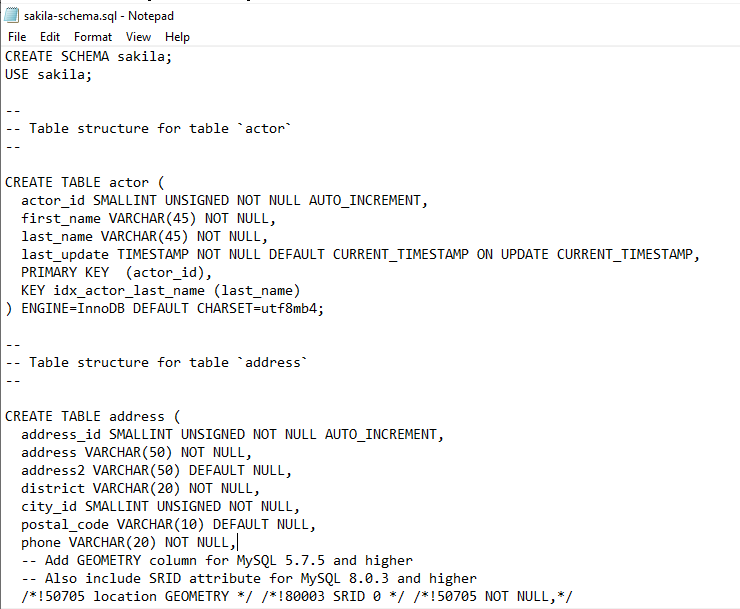 sakila-schema.sql - Notepad
File Edit Format View Help
CREATE SCHEMA sakila;
USE sakila;
--
-- Table structure for table `actor`
--
CREATE TABLE actor (
  actor_id SMALLINT UNSIGNED NOT NULL AUTO_INCREMENT,
  first_name VARCHAR(45) NOT NULL,
  last_name VARCHAR(45) NOT NULL,
  last_update TIMESTAMP NOT NULL DEFAULT CURRENT_TIMESTAMP ON UPDATE CURRENT_TIMESTAMP,
  PRIMARY KEY  (actor_id),
  KEY idx_actor_last_name (last_name)
) ENGINE=InnoDB DEFAULT CHARSET=utf8mb4;
--
-- Table structure for table `address`
--
CREATE TABLE address (
  address_id SMALLINT UNSIGNED NOT NULL AUTO_INCREMENT,
  address VARCHAR(50) NOT NULL,
  address2 VARCHAR(50) DEFAULT NULL,
  district VARCHAR(20) NOT NULL,
  city_id SMALLINT UNSIGNED NOT NULL,
  postal_code VARCHAR(10) DEFAULT NULL,
  phone VARCHAR(20) NOT NULL,
  -- Add GEOMETRY column for MySQL 5.7.5 and higher
  -- Also include SRID attribute for MySQL 8.0.3 and higher
  /*!50705 location GEOMETRY */ /*!80003 SRID 0 */ /*!50705 NOT NULL,*/